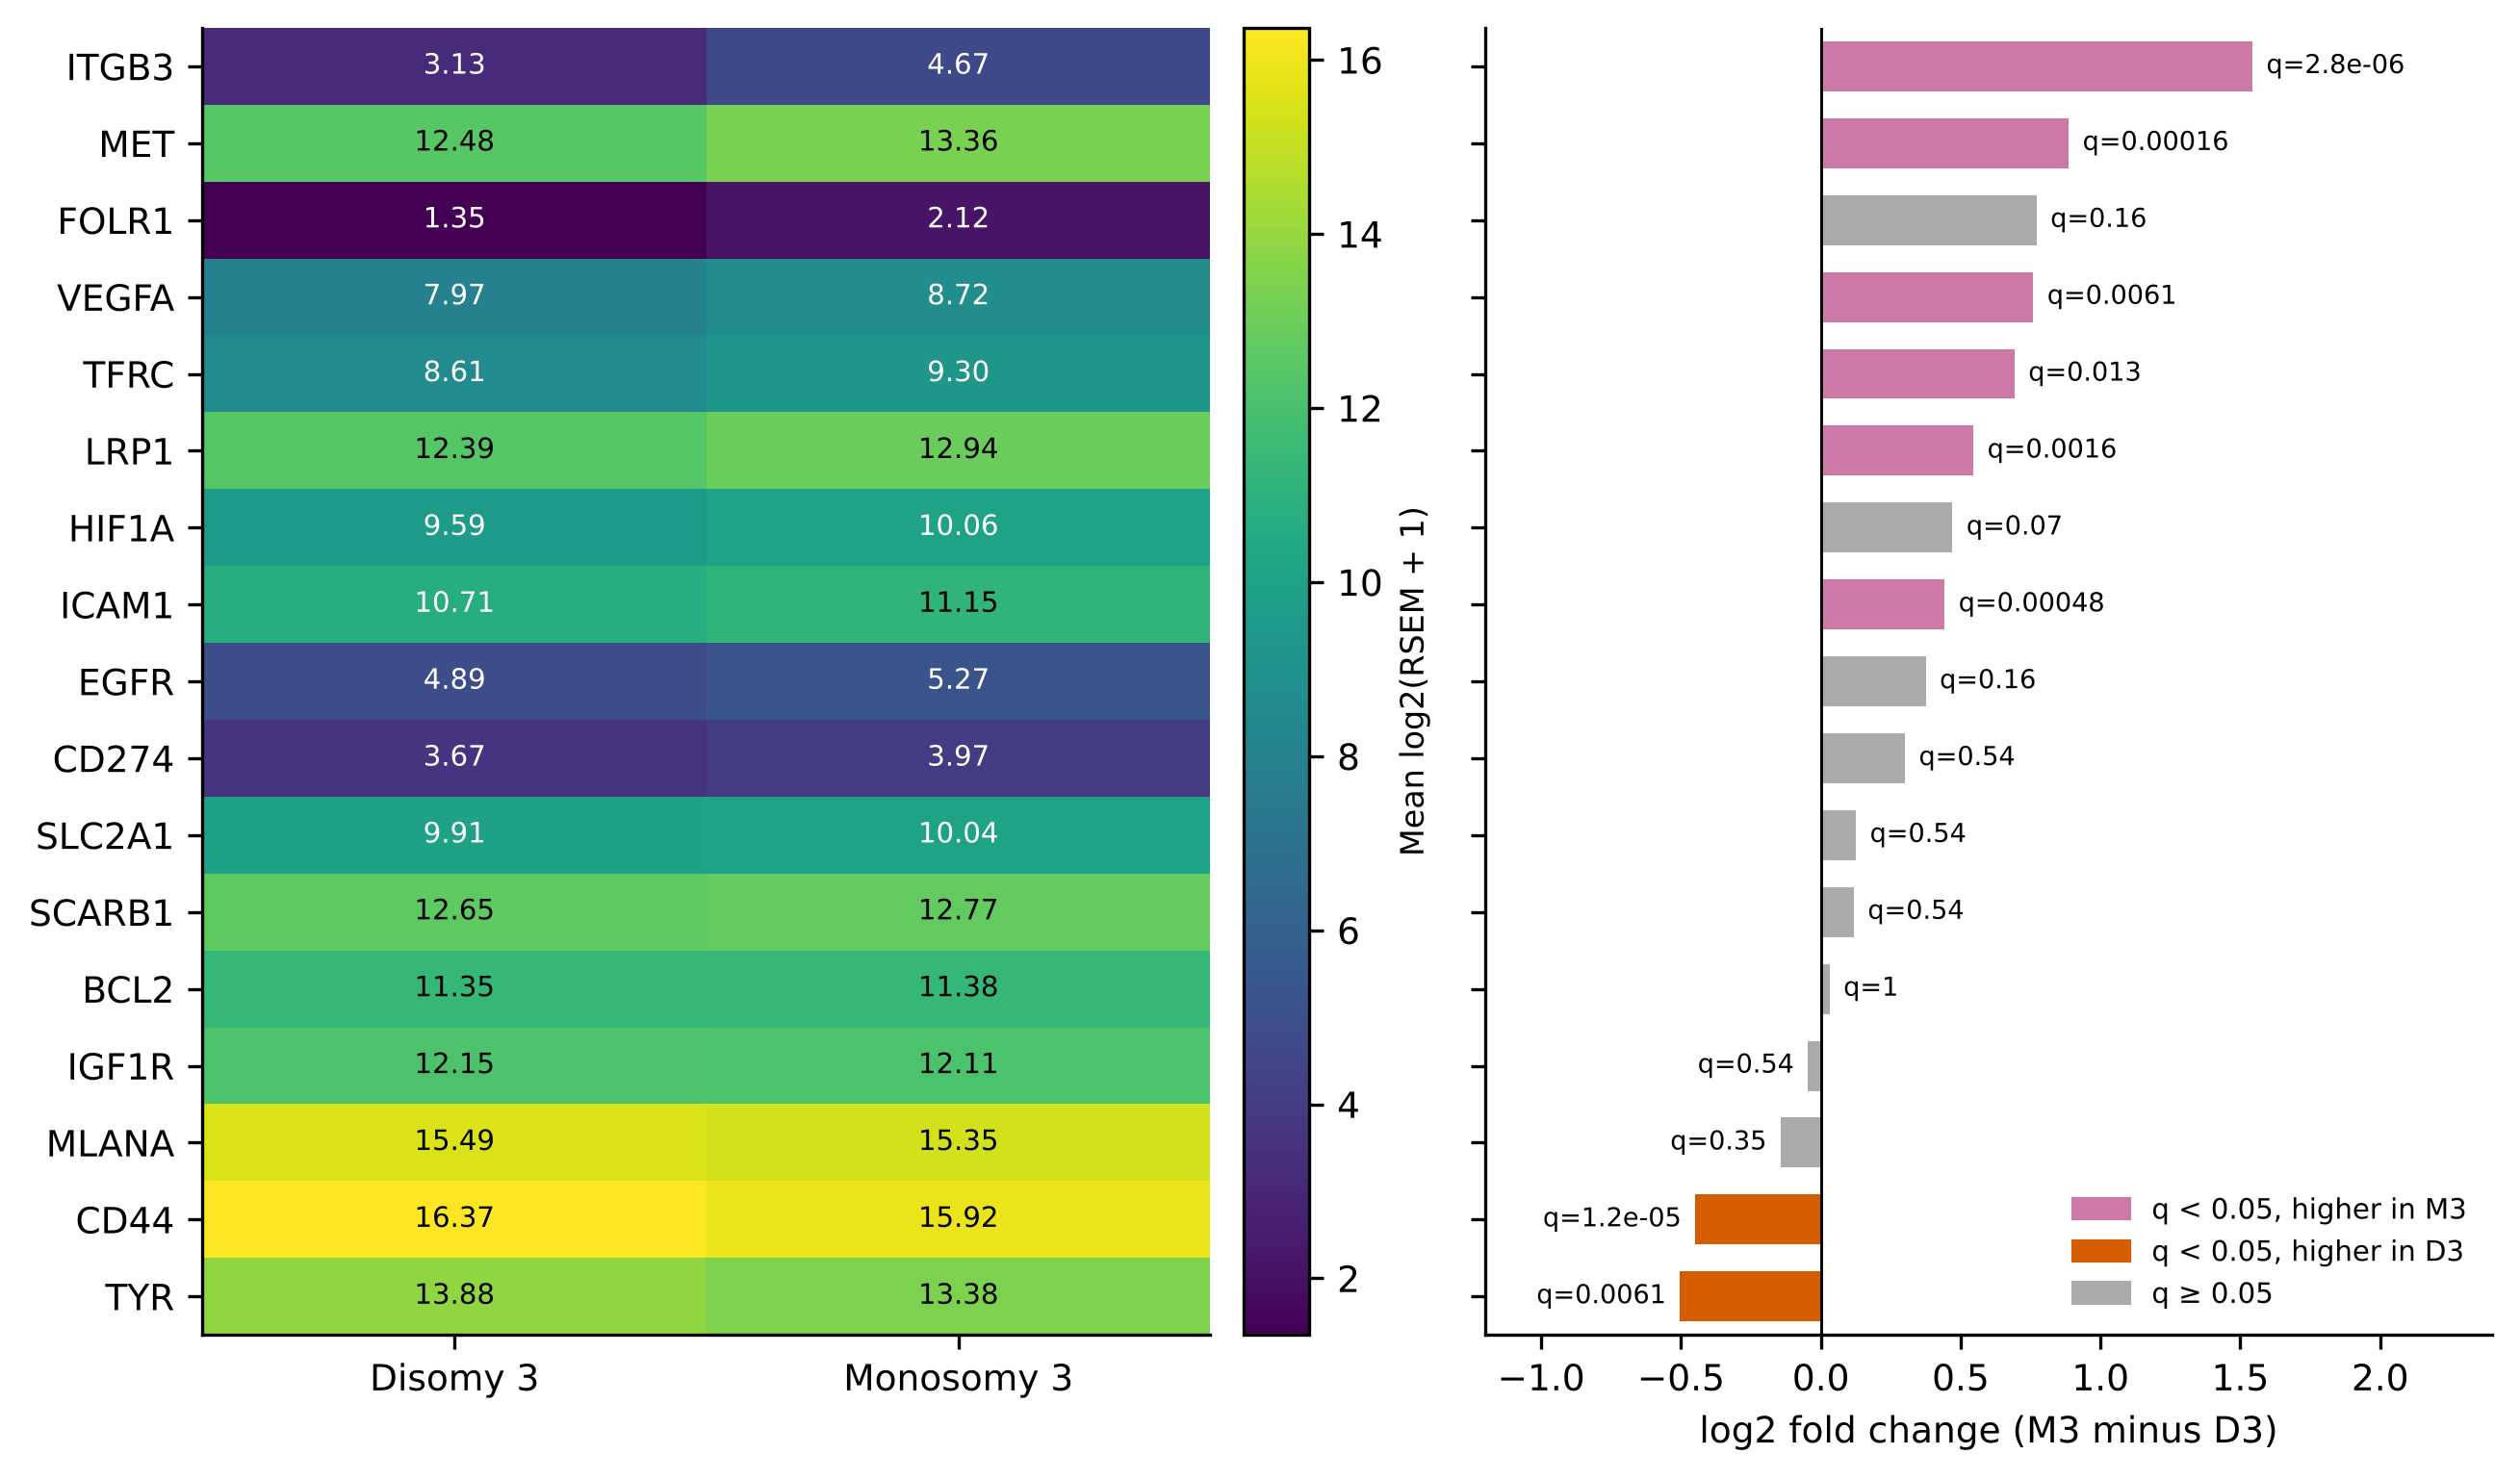 ITGB3 3.13 4.67
MET 12.48 13.36
FOLR1 1.35 2.12
VEGFA 7.97 8.72
TFRC 8.61 9.30
LRP1 12.39 12.94
HIF1A 9.59 10.06
ICAM1 10.71 11.15
EGFR 4.89 5.27
CD274 3.67 3.97
SLC2A1 9.91 10.04
SCARB1 12.65 12.77
BCL2 11.35 11.38
IGF1R 12.15 12.11
MLANA 15.49 15.35
CD44 16.37 15.92
TYR 13.88 13.38
Disomy 3 Monosomy 3
16
14
12
10
8
6
4
2
Mean log2(RSEM + 1)
q=2.8e-06
q=0.00016
q=0.16
q=0.0061
q=0.013
q=0.0016
q=0.07
q=0.00048
q=0.16
q=0.54
q=0.54
q=0.54
q=1
q=0.54
q=0.35
q=1.2e-05
q=0.0061
q < 0.05, higher in M3
q < 0.05, higher in D3
q ≥ 0.05
−1.0 −0.5 0.0 0.5 1.0 1.5 2.0
log2 fold change (M3 minus D3)